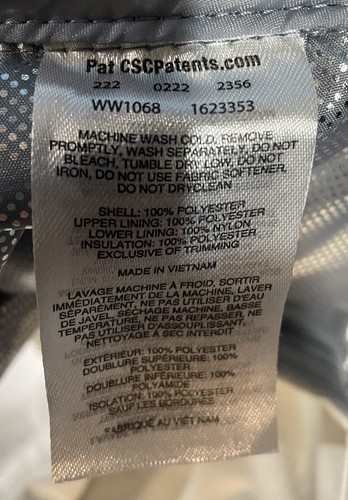 Pat CSCPatents.com
222 0222 2356
WW1068 1623353
MACHINE WASH COLD, REMOVE
PROMPTLY, WASH SEPARATELY, DO NOT
BLEACH, TUMBLE DRY LOW, DO NOT
IRON, DO NOT USE FABRIC SOFTENER,
DO NOT DRYCLEAN
SHELL: 100% POLYESTER
UPPER LINING: 100% POLYESTER
LOWER LINING: 100% NYLON
INSULATION: 100% POLYESTER
EXCLUSIVE OF TRIMMING
MADE IN VIETNAM
LAVAGE MACHINE À FROID, SORTIR
IMMÉDIATEMENT DE LA MACHINE, LAVER
SÉPARÉMENT, NE PAS UTILISER D'EAU
DE JAVEL, SÉCHAGE MACHINE, BASSE
TEMPÉRATURE, NE PAS REPASSER, NE
PAS UTILISER D'ASSOUPLISSANT,
NETTOYAGE À SEC INTERDIT
EXTÉRIEUR: 100% POLYESTER
DOUBLURE SUPÉRIEURE: 100%
POLYESTER
DOUBLURE INFÉRIEURE: 100%
POLYAMIDE
ISOLATION: 100% POLYESTER
SAUF LES BORDURES
FABRIQUÉ AU VIÊT NAM